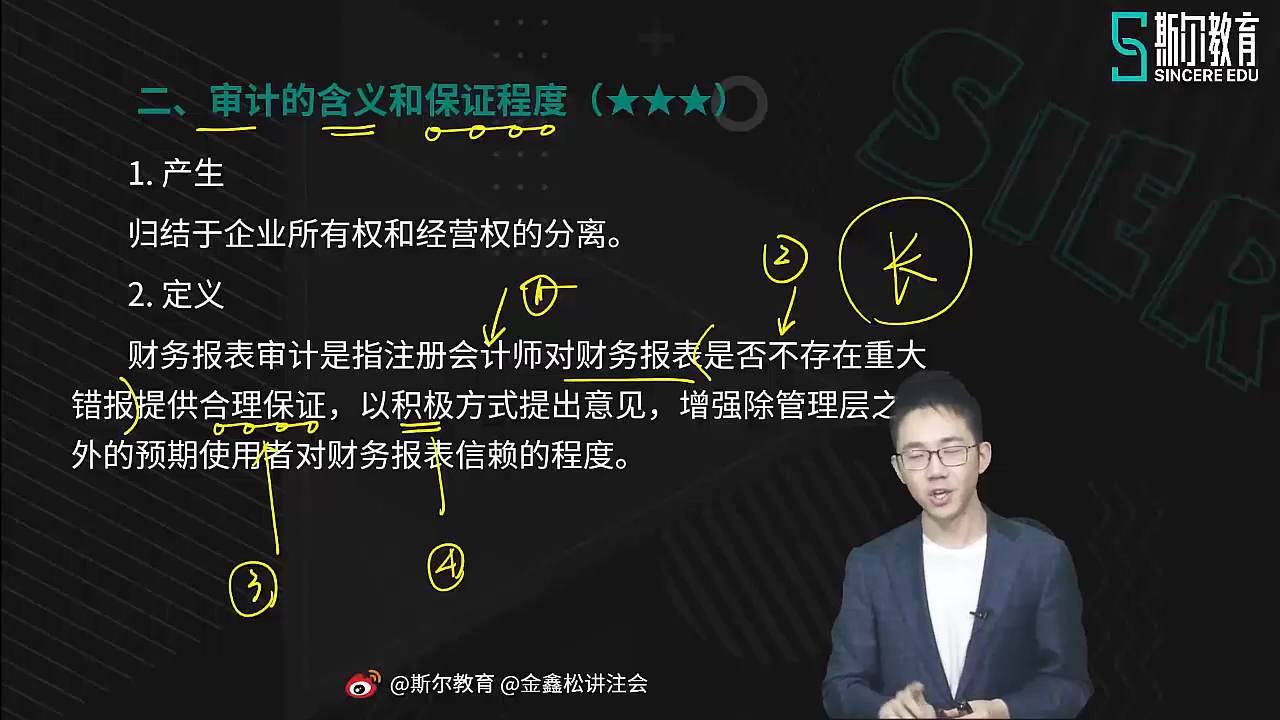 斯尔教育
SINCERE EDU
二、审计的含义和保证程度（★★★）
SIER
1. 产生
归结于企业所有权和经营权的分离。
2. 定义
① ② 长
财务报表审计是指注册会计师对财务报表(是否不存在重大
错报)提供合理保证，以积极方式提出意见，增强除管理层之
外的预期使用者对财务报表信赖的程度。
③ ④
@斯尔教育 @金鑫松讲注会